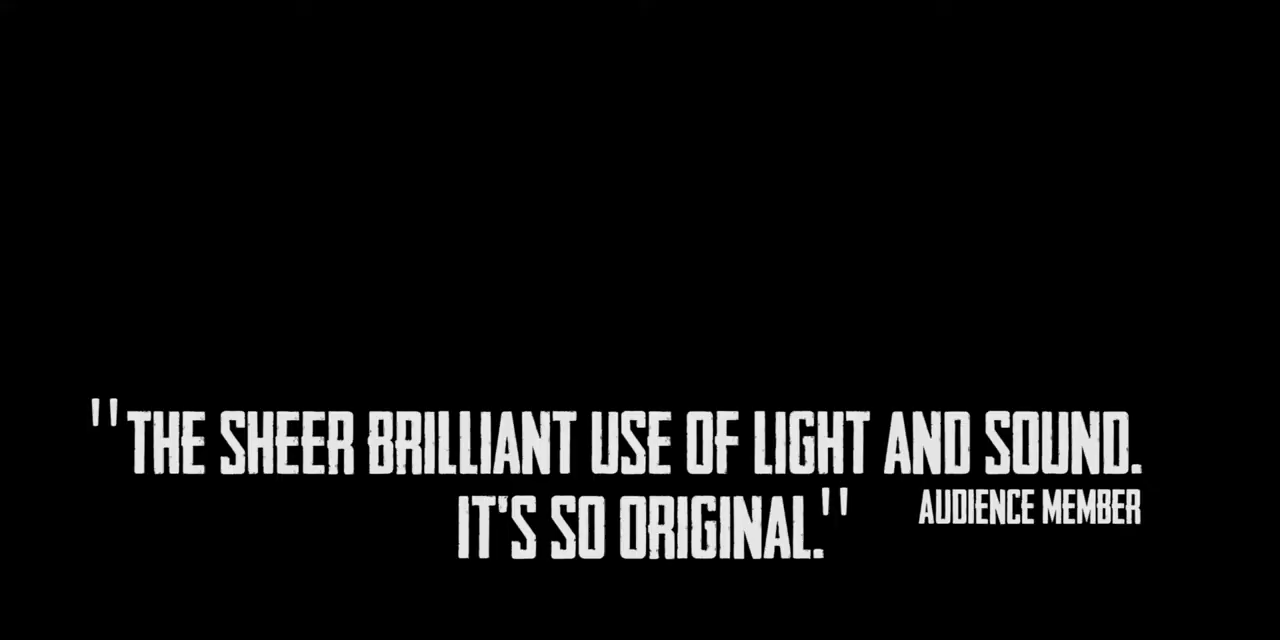 "THE SHEER BRILLIANT USE OF LIGHT AND SOUND.
IT'S SO ORIGINAL."
AUDIENCE MEMBER